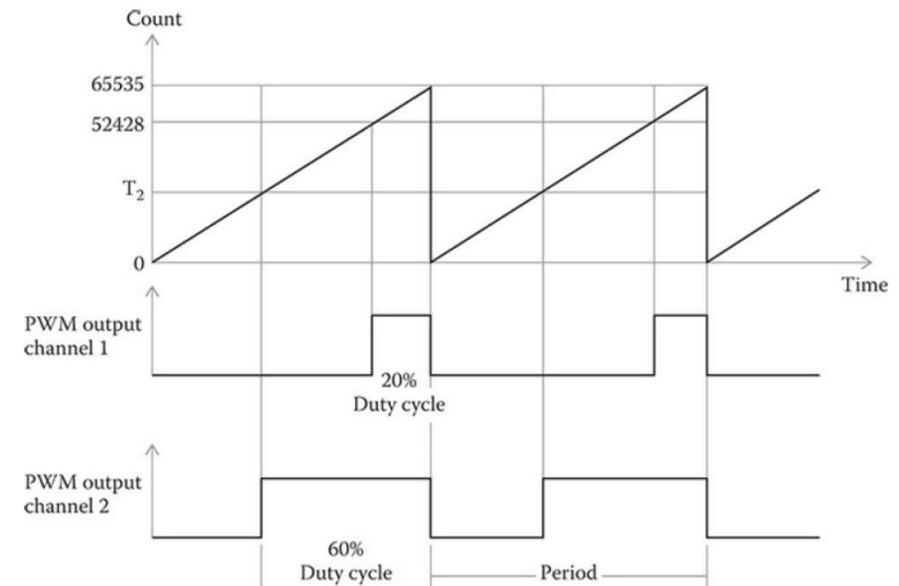 Count
65535
52428
T₂
0
Time
PWM output
channel 1
20%
Duty cycle
PWM output
channel 2
60%
Duty cycle
Period